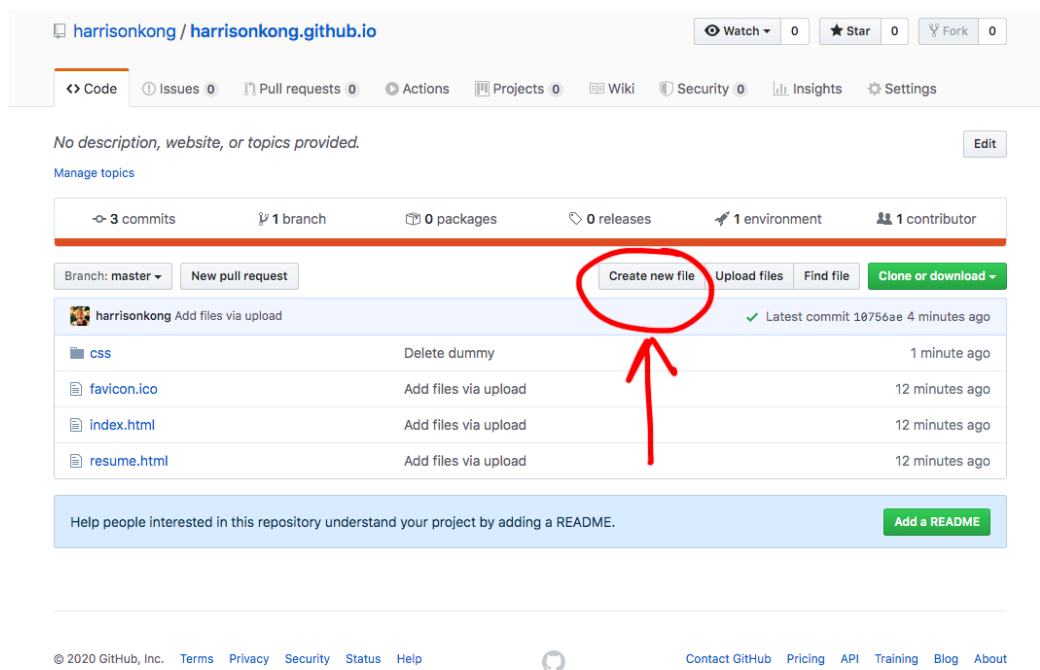 harrisonkong / harrisonkong.github.io Watch 0 Star 0 Fork 0
Code Issues 0 Pull requests 0 Actions Projects 0 Wiki Security 0 Insights Settings
No description, website, or topics provided. Edit
Manage topics
3 commits 1 branch 0 packages 0 releases 1 environment 1 contributor
Branch: master New pull request Create new file Upload files Find file Clone or download
harrisonkong Add files via upload Latest commit 10756ae 4 minutes ago
css Delete dummy 1 minute ago
favicon.ico Add files via upload 12 minutes ago
index.html Add files via upload 12 minutes ago
resume.html Add files via upload 12 minutes ago
Help people interested in this repository understand your project by adding a README. Add a README
© 2020 GitHub, Inc. Terms Privacy Security Status Help Contact GitHub Pricing API Training Blog About